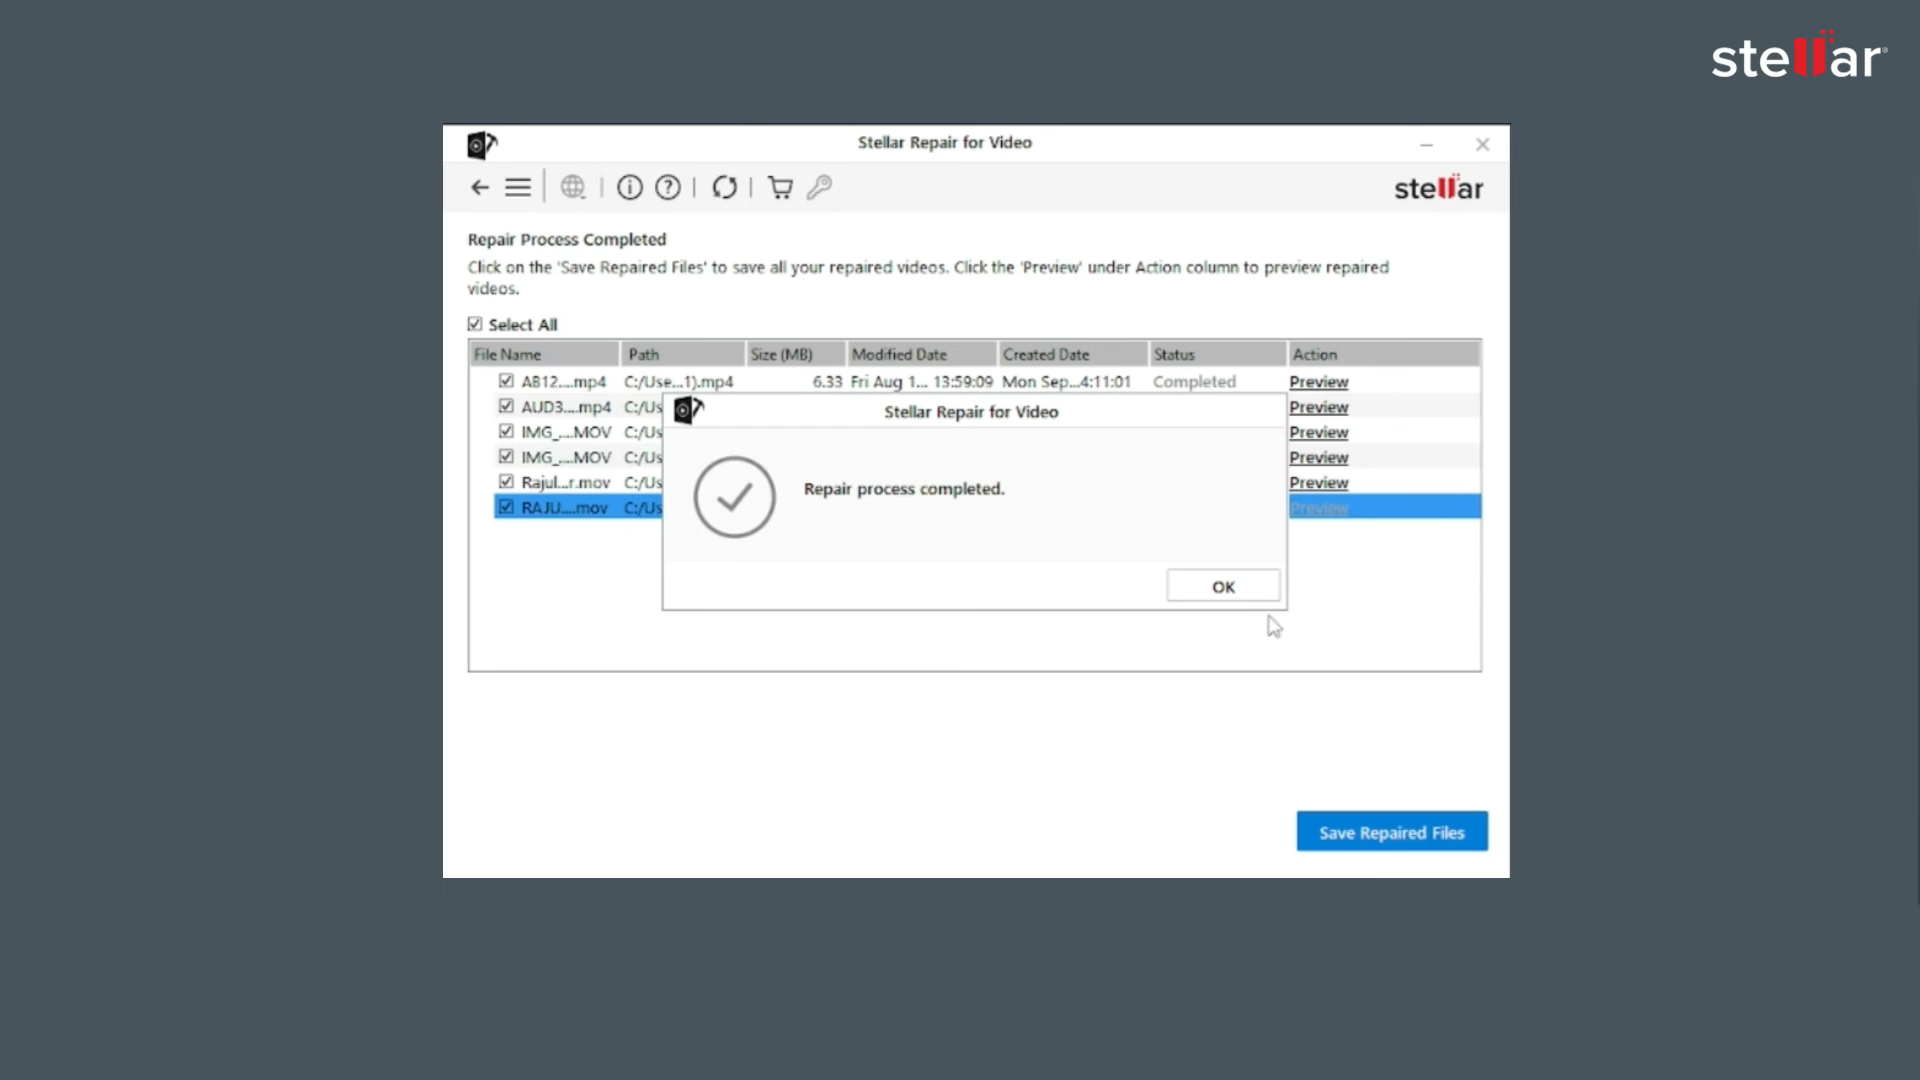 stellar
Stellar Repair for Video
stellar
Repair Process Completed
Click on the 'Save Repaired Files' to save all your repaired videos. Click the 'Preview' under Action column to preview repaired
videos.
Select All
File Name Path Size (MB) Modified Date Created Date Status Action
AB12....mp4 C:/Use...1).mp4 6.33 Fri Aug 1... 13:59:09 Mon Sep...4:11:01 Completed Preview
AUD3....mp4 C:/Us Preview
IMG_....MOV C:/Us Preview
IMG_....MOV C:/Us Preview
Rajul...r.mov C:/Us Preview
RAJU....mov C:/Us Preview
Stellar Repair for Video
Repair process completed.
OK
Save Repaired Files